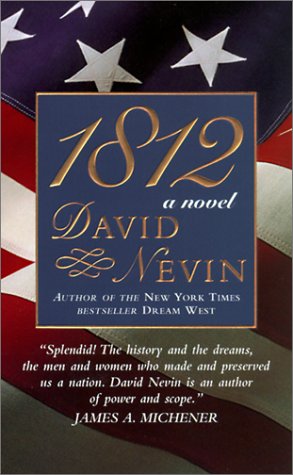 1812
a novel
DAVID
NEVIN
AUTHOR OF THE NEW YORK TIMES
BESTSELLER DREAM WEST
"Splendid! The history and the dreams,
the men and women who made and preserved
us a nation. David Nevin is an author
of power and scope."
JAMES A. MICHENER